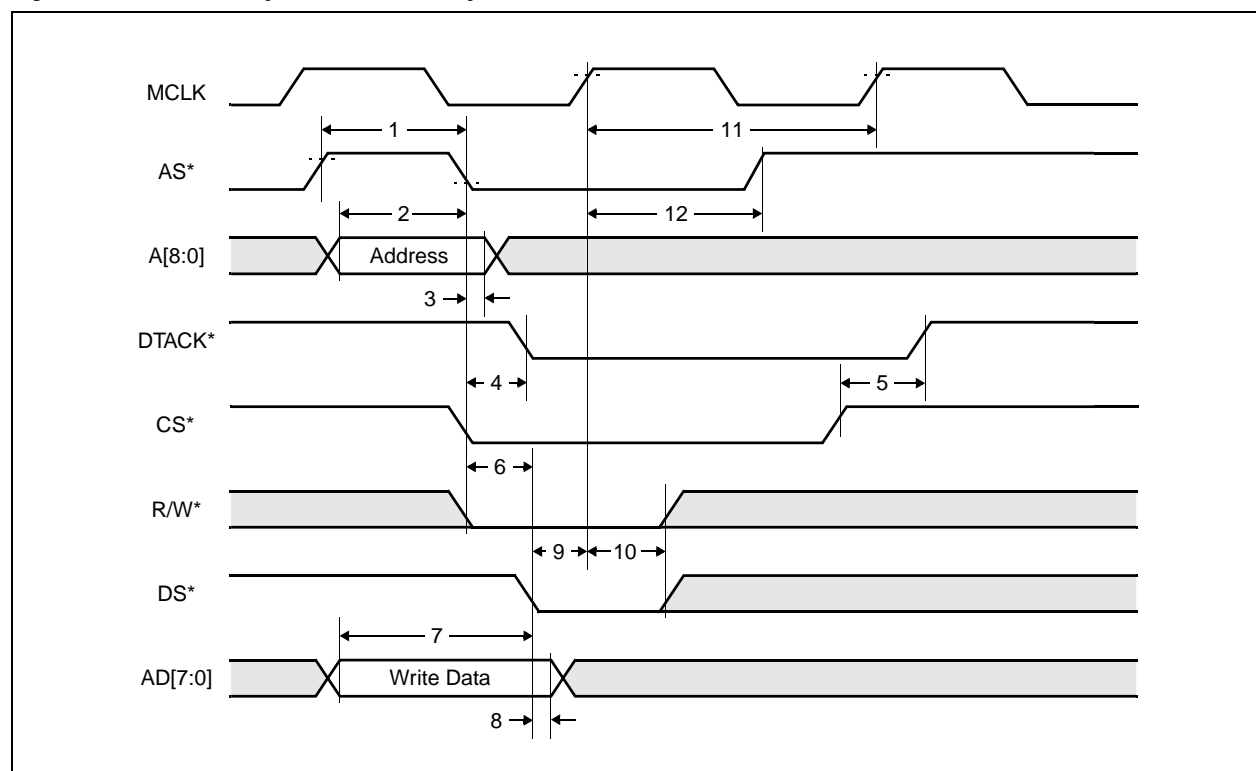 MCLK
1
11
AS*
2
12
A[8:0]
Address
3
DTACK*
4
5
CS*
6
R/W*
9
10
DS*
7
AD[7:0]
Write Data
8